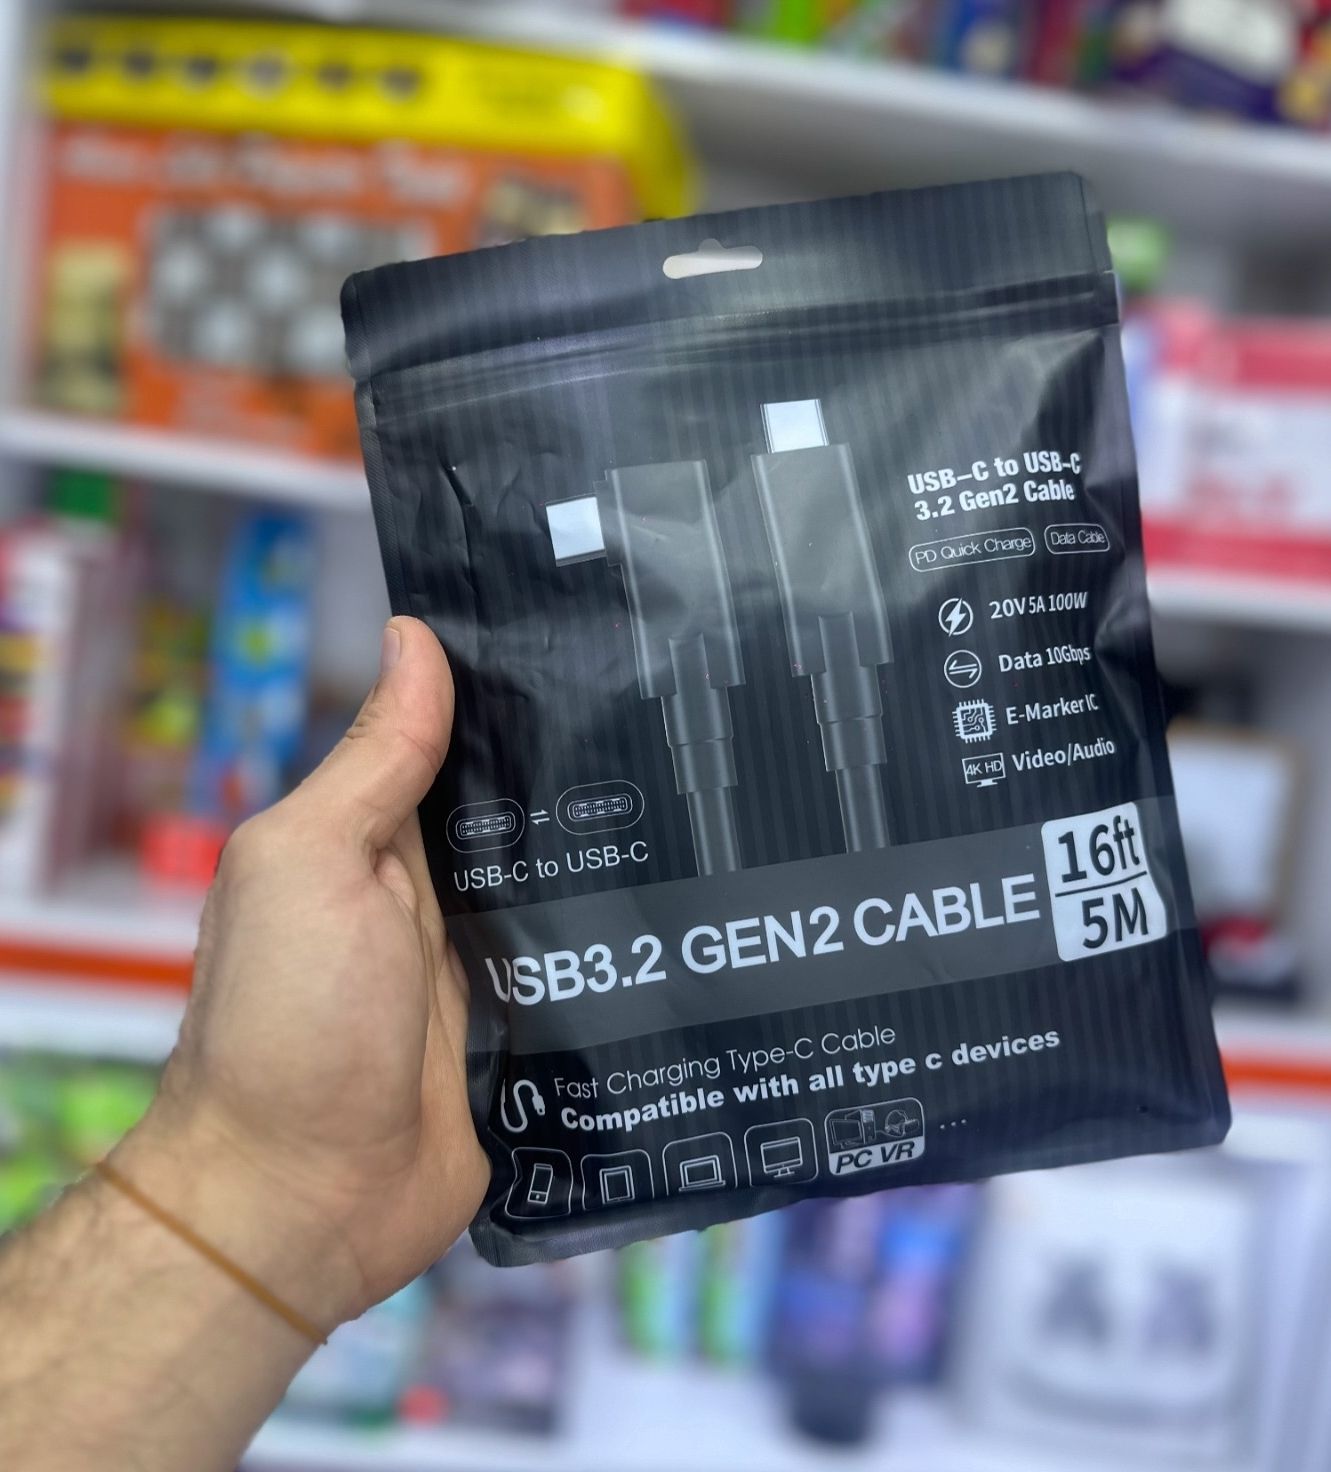 USB-C to USB-C
3.2 Gen2 Cable
PD Quick Charge
Data Cable
20V 5A 100W
Data 10Gbps
E-Marker IC
4K HD
Video/Audio
USB-C to USB-C
USB3.2 GEN2 CABLE
16ft
5M
Fast Charging Type-C Cable
Compatible with all type c devices
PC VR
...